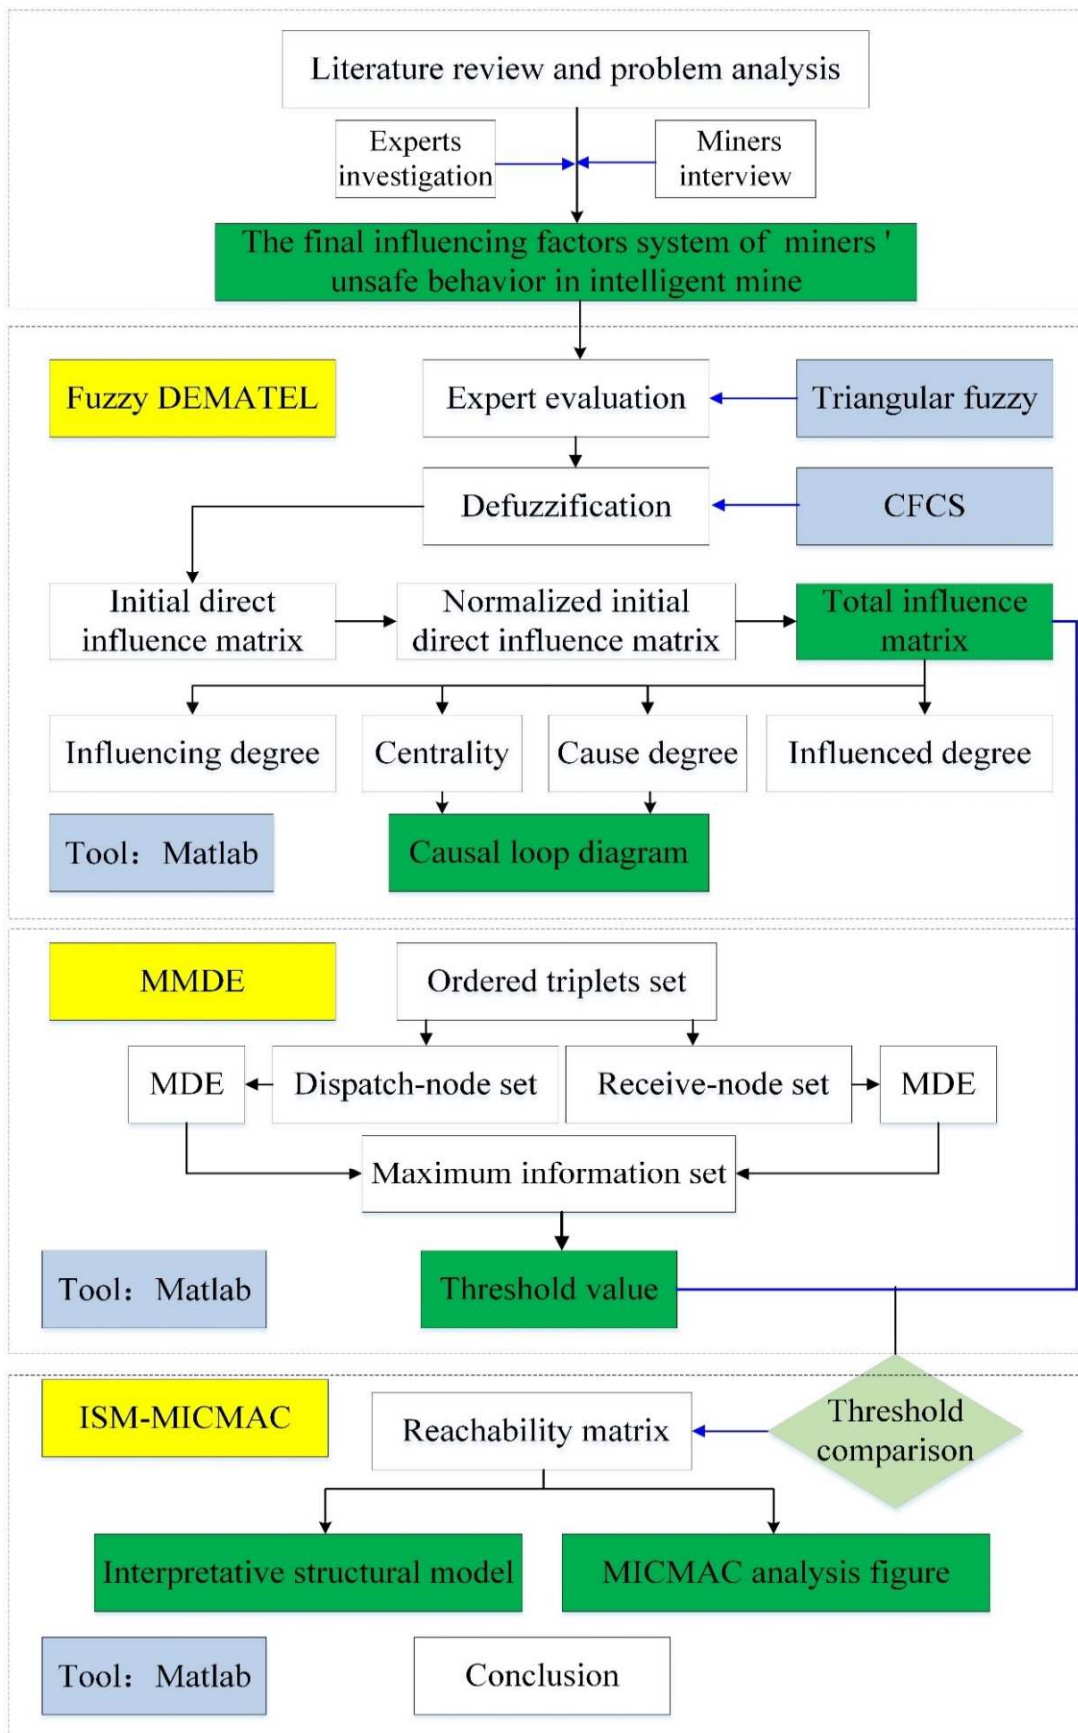 Literature review and problem analysis
Experts
investigation
Miners
interview
The final influencing factors system of miners '
unsafe behavior in intelligent mine
Fuzzy DEMATEL
Expert evaluation
Triangular fuzzy
Defuzzification
CFCS
Initial direct
influence matrix
Normalized initial
direct influence matrix
Total influence
matrix
Influencing degree
Centrality
Cause degree
Influenced degree
Tool：Matlab
Causal loop diagram
MMDE
Ordered triplets set
MDE
Dispatch-node set
Receive-node set
MDE
Maximum information set
Tool：Matlab
Threshold value
ISM-MICMAC
Reachability matrix
Threshold
comparison
Interpretative structural model
MICMAC analysis figure
Tool：Matlab
Conclusion